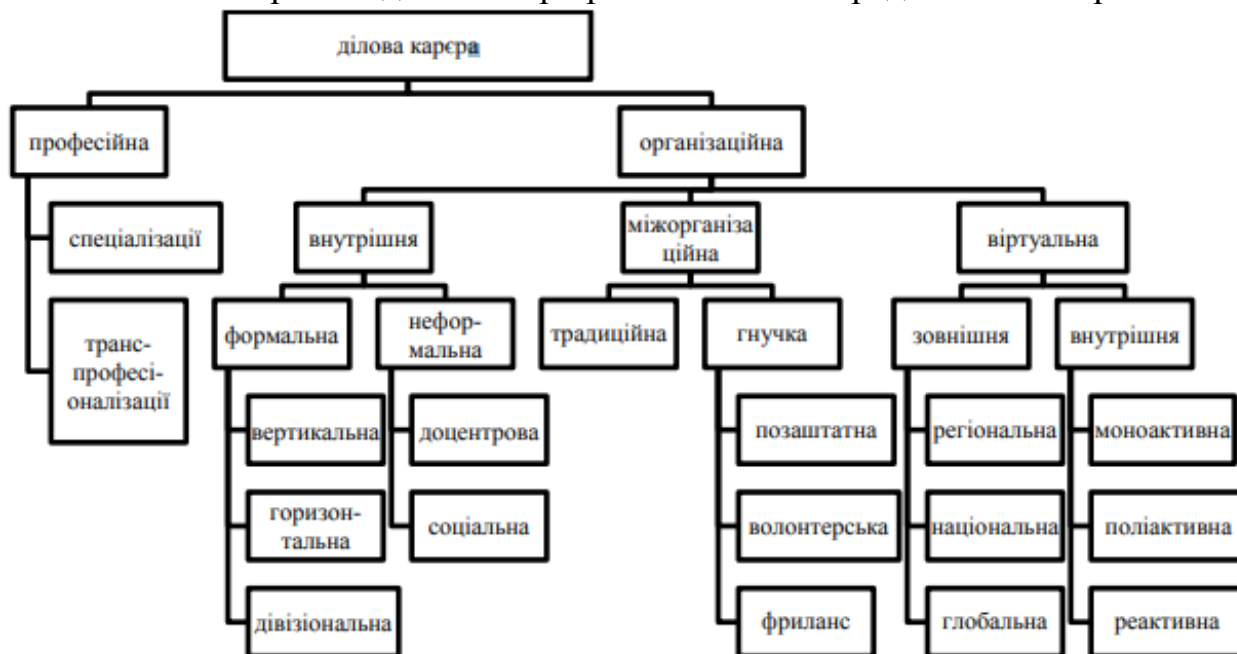 ділова карєра
професійна
організаційна
спеціалізації
внутрішня
міжорганіза
ційна
віртуальна
транс-
професі-
оналізації
формальна
нефор-
мальна
традиційна
гнучка
зовнішня
внутрішня
вертикальна
доцентрова
позаштатна
регіональна
моноактивна
горизон-
тальна
соціальна
волонтерська
національна
поліактивна
дівізіональна
фриланс
глобальна
реактивна